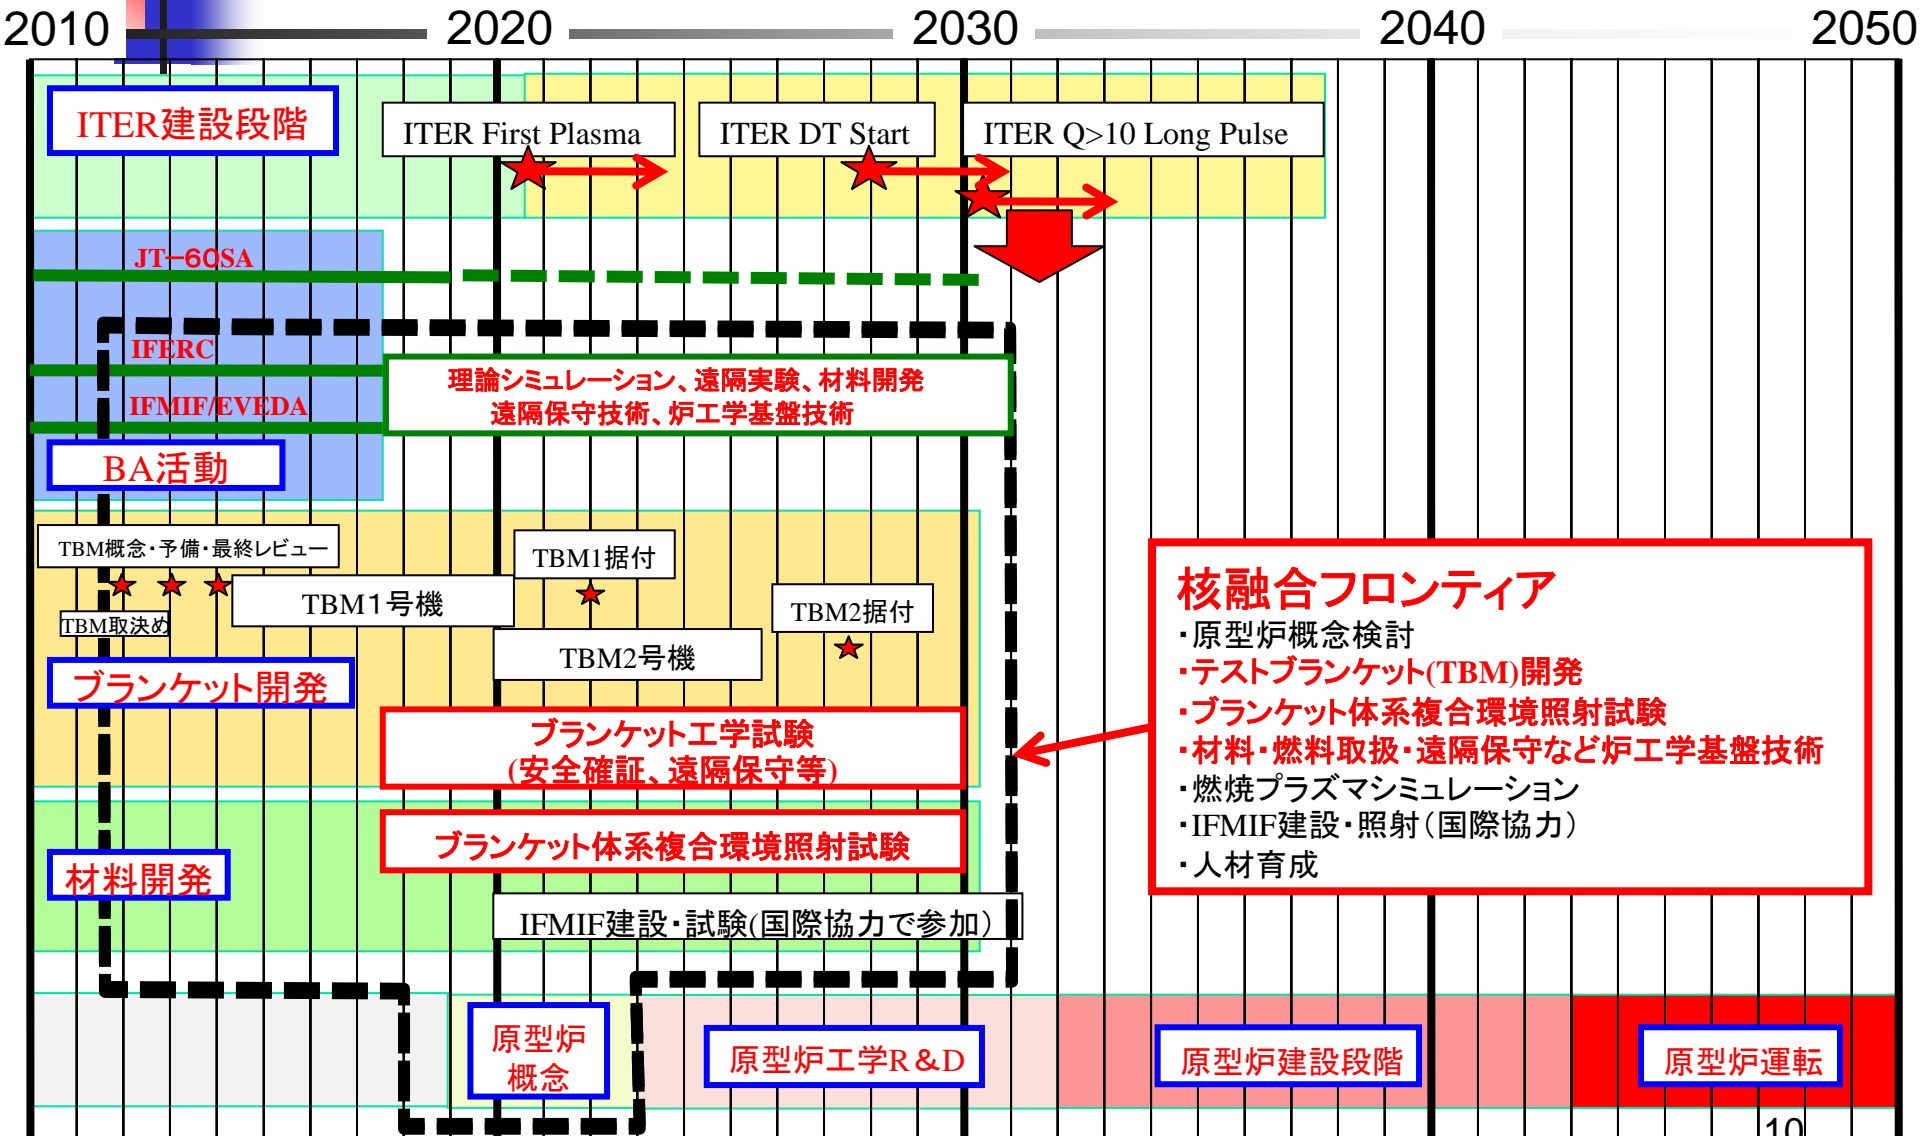 2010 2020 2030 2040 2050
ITER建設段階
ITER First Plasma
ITER DT Start
ITER Q>10 Long Pulse
JT-60SA
IFERC
IFMIF/EVEDA
BA活動
理論シミュレーション、遠隔実験、材料開発
遠隔保守技術、炉工学基盤技術
TBM概念・予備・最終レビュー
TBM取決め
TBM1号機
TBM1据付
TBM2号機
TBM2据付
ブランケット開発
ブランケット工学試験
(安全確証、遠隔保守等)
ブランケット体系複合環境照射試験
材料開発
IFMIF建設・試験(国際協力で参加)
核融合フロンティア
・原型炉概念検討
・テストブランケット(TBM)開発
・ブランケット体系複合環境照射試験
・材料・燃料取扱・遠隔保守など炉工学基盤技術
・燃焼プラズマシミュレーション
・IFMIF建設・照射(国際協力)
・人材育成
原型炉
概念
原型炉工学R&D
原型炉建設段階
原型炉運転
10